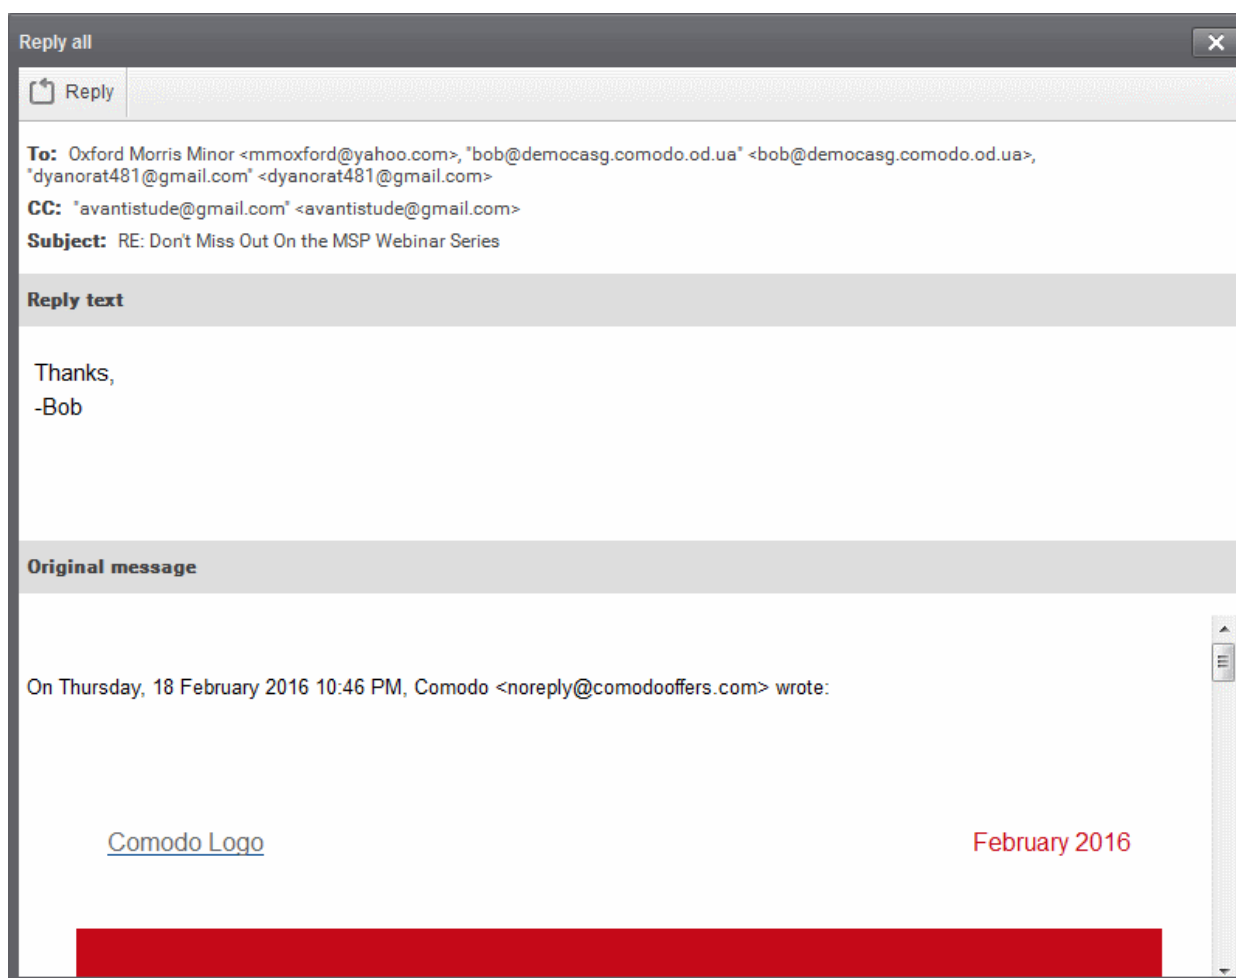 Reply all
Reply
To: Oxford Morris Minor <mmoxford@yahoo.com>, "bob@democasg.comodo.od.ua" <bob@democasg.comodo.od.ua>,
"dyanorat481@gmail.com" <dyanorat481@gmail.com>
CC: "avantistude@gmail.com" <avantistude@gmail.com>
Subject: RE: Don't Miss Out On the MSP Webinar Series
Reply text
Thanks,
-Bob
Original message
On Thursday, 18 February 2016 10:46 PM, Comodo <noreply@comodooffers.com> wrote:
Comodo Logo February 2016